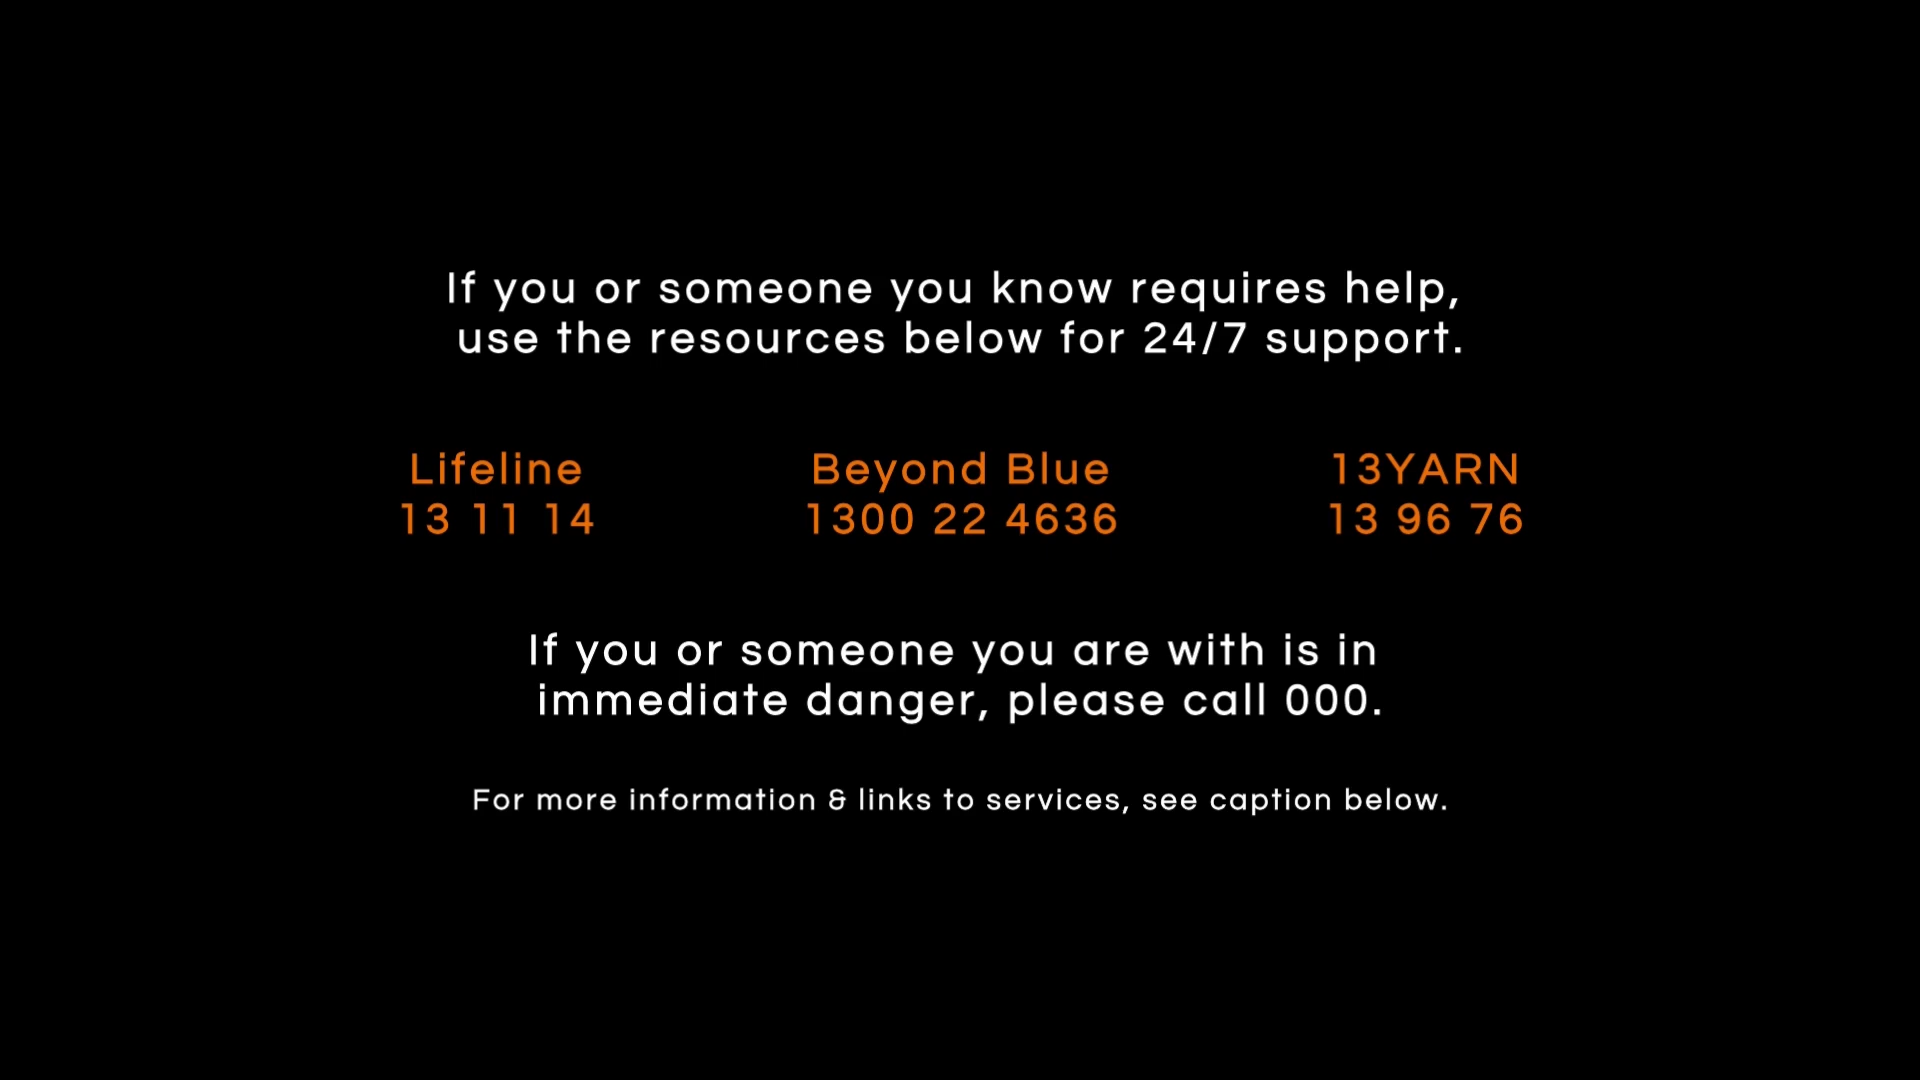 If you or someone you know requires help,
use the resources below for 24/7 support.
Lifeline
13 11 14
Beyond Blue
1300 22 4636
13YARN
13 96 76
If you or someone you are with is in
immediate danger, please call 000.
For more information & links to services, see caption below.